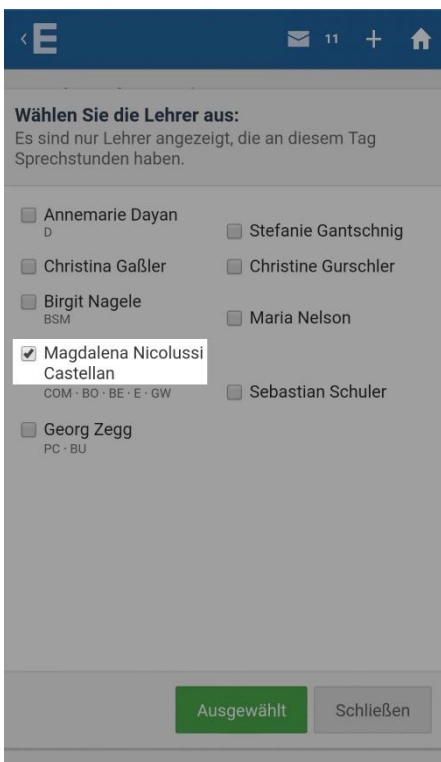 E
11
Wählen Sie die Lehrer aus:
Es sind nur Lehrer angezeigt, die an diesem Tag
Sprechstunden haben.
Annemarie Dayan
D
Stefanie Gantschnig
Christina Gaßler
Christine Gurschler
Birgit Nagele
BSM
Maria Nelson
Magdalena Nicolussi
Castellan
COM · BO · BE · E · GW
Sebastian Schuler
Georg Zegg
PC · BU
Ausgewählt
Schließen